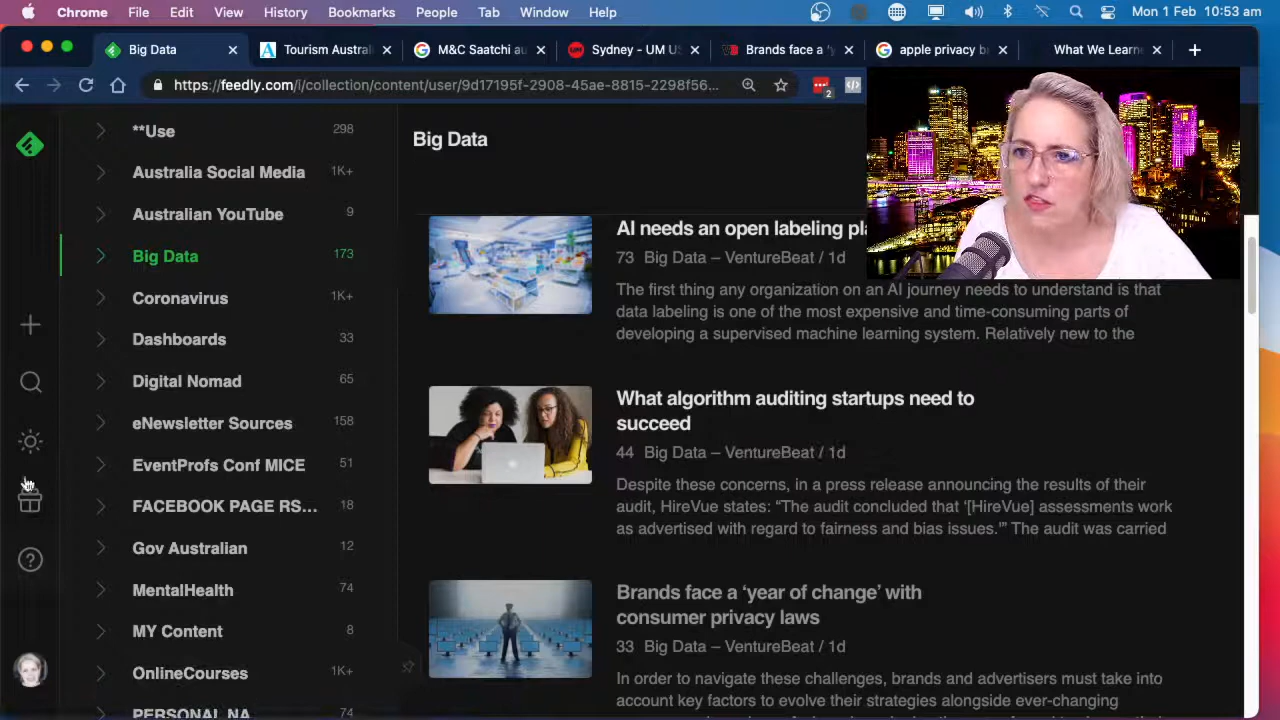 Chrome File Edit View History Bookmarks People Tab Window Help
Mon 1 Feb 10:53 am
Big Data
Tourism Austral
M&C Saatchi au
Sydney - UM US
Brands face a 'y
apple privacy b
What We Learn
https://feedly.com/i/collection/content/user/9d17195f-2908-45ae-8815-2298f56...
2
**Use 298
Australia Social Media 1K+
Australian YouTube 9
Big Data 173
Coronavirus 1K+
Dashboards 33
Digital Nomad 65
eNewsletter Sources 158
EventProfs Conf MICE 51
FACEBOOK PAGE RS... 18
Gov Australian 12
MentalHealth 74
MY Content 8
OnlineCourses 1K+
PERSONAL NA 74
Big Data
AI needs an open labeling pla
73 Big Data – VentureBeat / 1d
The first thing any organization on an AI journey needs to understand is that
data labeling is one of the most expensive and time-consuming parts of
developing a supervised machine learning system. Relatively new to the
What algorithm auditing startups need to
succeed
44 Big Data – VentureBeat / 1d
Despite these concerns, in a press release announcing the results of their
audit, HireVue states: “The audit concluded that ‘[HireVue] assessments work
as advertised with regard to fairness and bias issues.’” The audit was carried
Brands face a ‘year of change’ with
consumer privacy laws
33 Big Data – VentureBeat / 1d
In order to navigate these challenges, brands and advertisers must take into
account key factors to evolve their strategies alongside ever-changing